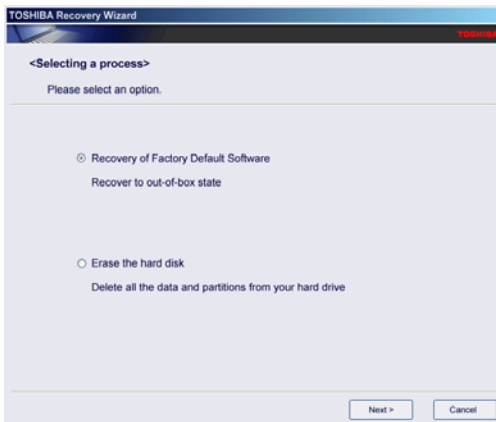 TOSHIBA Recovery Wizard
TOSHIBA
<Selecting a process>
Please select an option.
Recovery of Factory Default Software
Recover to out-of-box state
Erase the hard disk
Delete all the data and partitions from your hard drive
Next >
Cancel